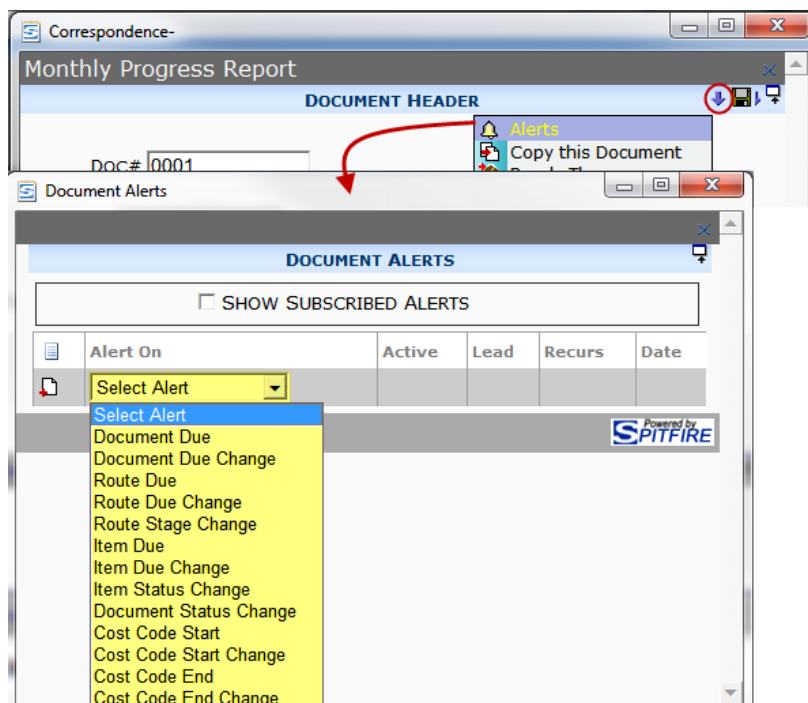 Correspondence-
Monthly Progress Report
DOCUMENT HEADER
Alerts
DOC# 0001
Copy this Document
Document Alerts
DOCUMENT ALERTS
SHOW SUBSCRIBED ALERTS
Alert On Active Lead Recurs Date
Select Alert
Select Alert
Document Due
Document Due Change
Powered by
SPITFIRE
Route Due
Route Due Change
Route Stage Change
Item Due
Item Due Change
Item Status Change
Document Status Change
Cost Code Start
Cost Code Start Change
Cost Code End
Cost Code End Change